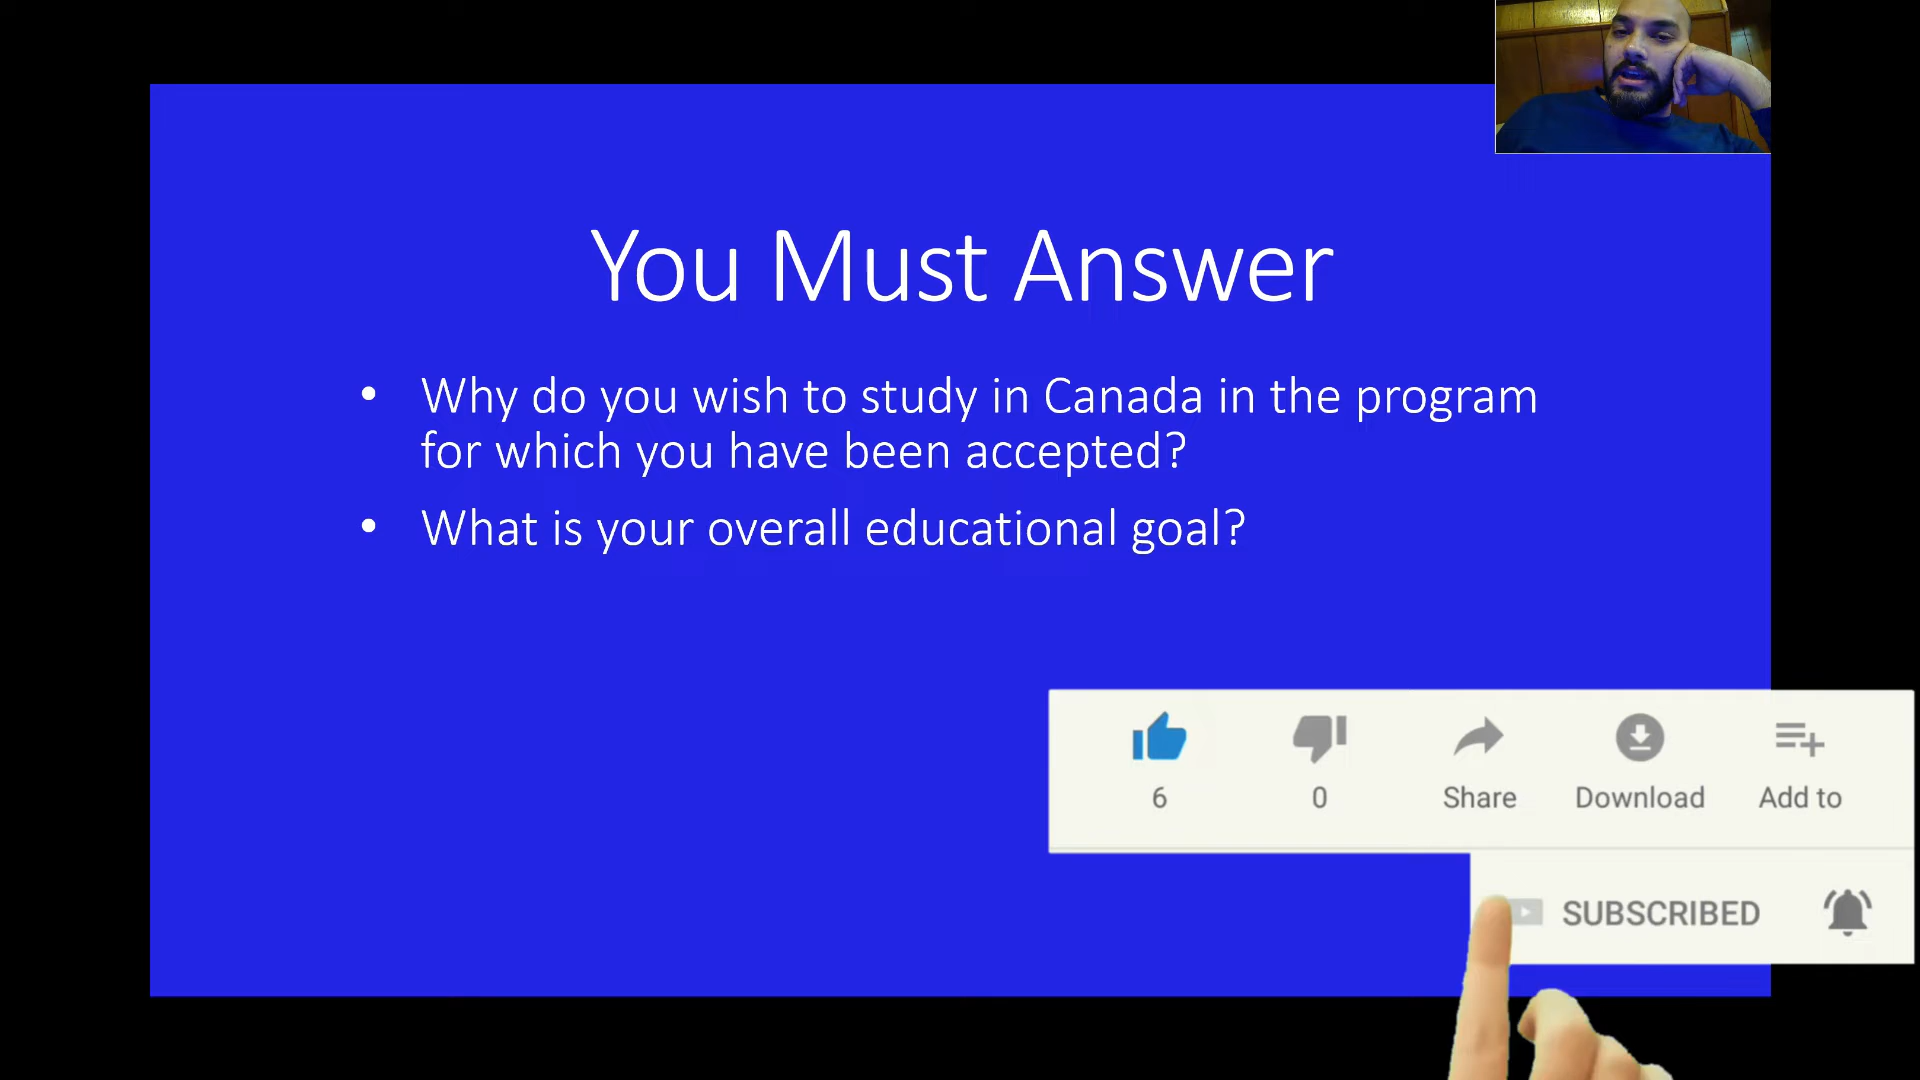 You Must Answer
• Why do you wish to study in Canada in the program
for which you have been accepted?
• What is your overall educational goal?
6
0
Share
Download
Add to
SUBSCRIBED